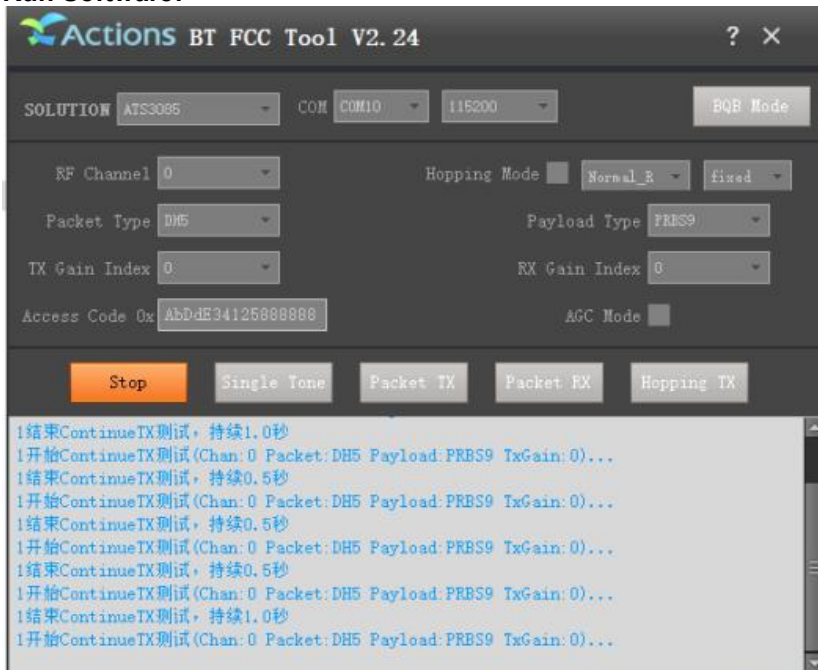 Run Software:
Actions BT FCC Tool V2.24 ? ×
SOLUTION ATS3085 COM COM10 115200 BQB Mode
RF Channel 0 Hopping Mode Normal_R fixed
Packet Type DM5 Payload Type PRBS9
TX Gain Index 0 RX Gain Index 0
Access Code 0x AbDdE34125888888 AGC Mode
Stop Single Tone Packet TX Packet RX Hopping TX
1结束ContinueTX测试，持续1.0秒
1开始ContinueTX测试(Chan:0 Packet:DH5 Payload:PRBS9 TxGain:0)...
1结束ContinueTX测试，持续0.5秒
1开始ContinueTX测试(Chan:0 Packet:DH5 Payload:PRBS9 TxGain:0)...
1结束ContinueTX测试，持续0.5秒
1开始ContinueTX测试(Chan:0 Packet:DH5 Payload:PRBS9 TxGain:0)...
1结束ContinueTX测试，持续0.5秒
1开始ContinueTX测试(Chan:0 Packet:DH5 Payload:PRBS9 TxGain:0)...
1结束ContinueTX测试，持续1.0秒
1开始ContinueTX测试(Chan:0 Packet:DH5 Payload:PRBS9 TxGain:0)...